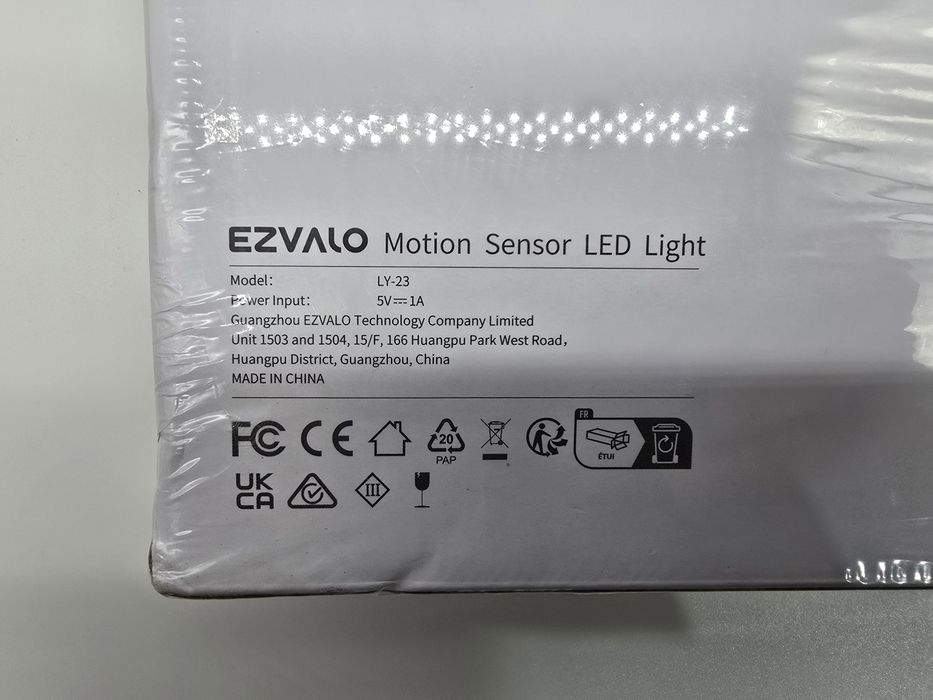 EZVALO Motion Sensor LED Light
Model: LY-23
Power Input: 5V⎓1A
Guangzhou EZVALO Technology Company Limited
Unit 1503 and 1504, 15/F, 166 Huangpu Park West Road,
Huangpu District, Guangzhou, China
MADE IN CHINA
FC CE 20 PAP FR ÉTUI
UK CA III